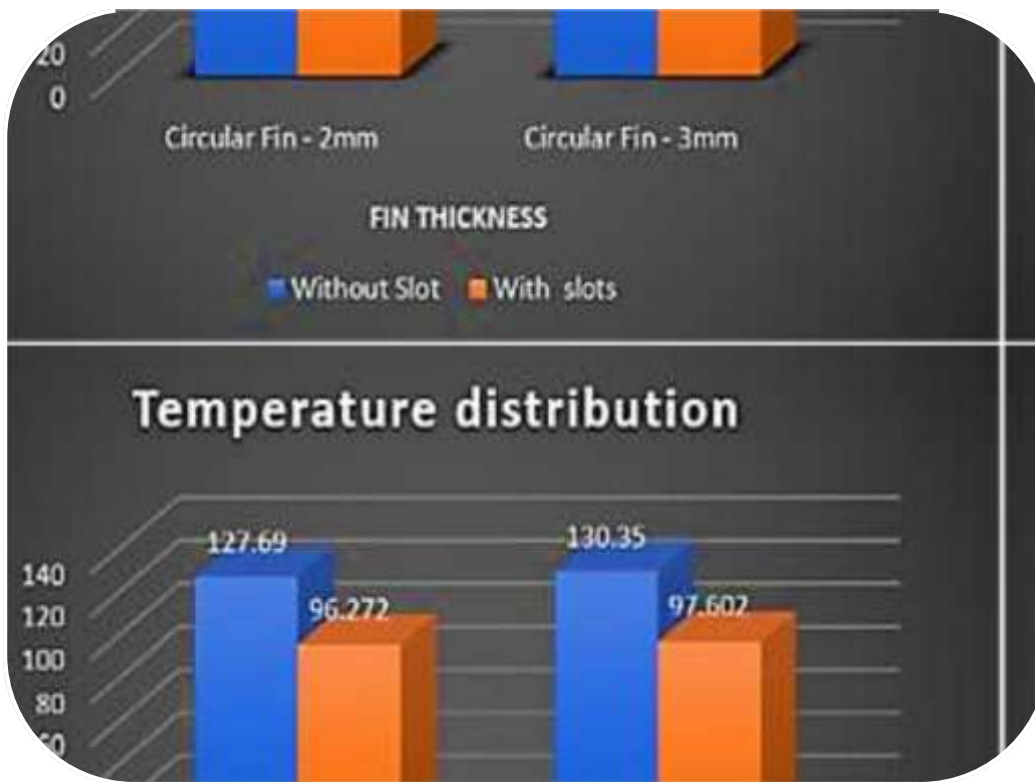 20
0
Circular Fin - 2mm Circular Fin - 3mm
FIN THICKNESS
Without Slot With slots
Temperature distribution
127.69 130.35
140
96.272 97.602
120
100
80
60